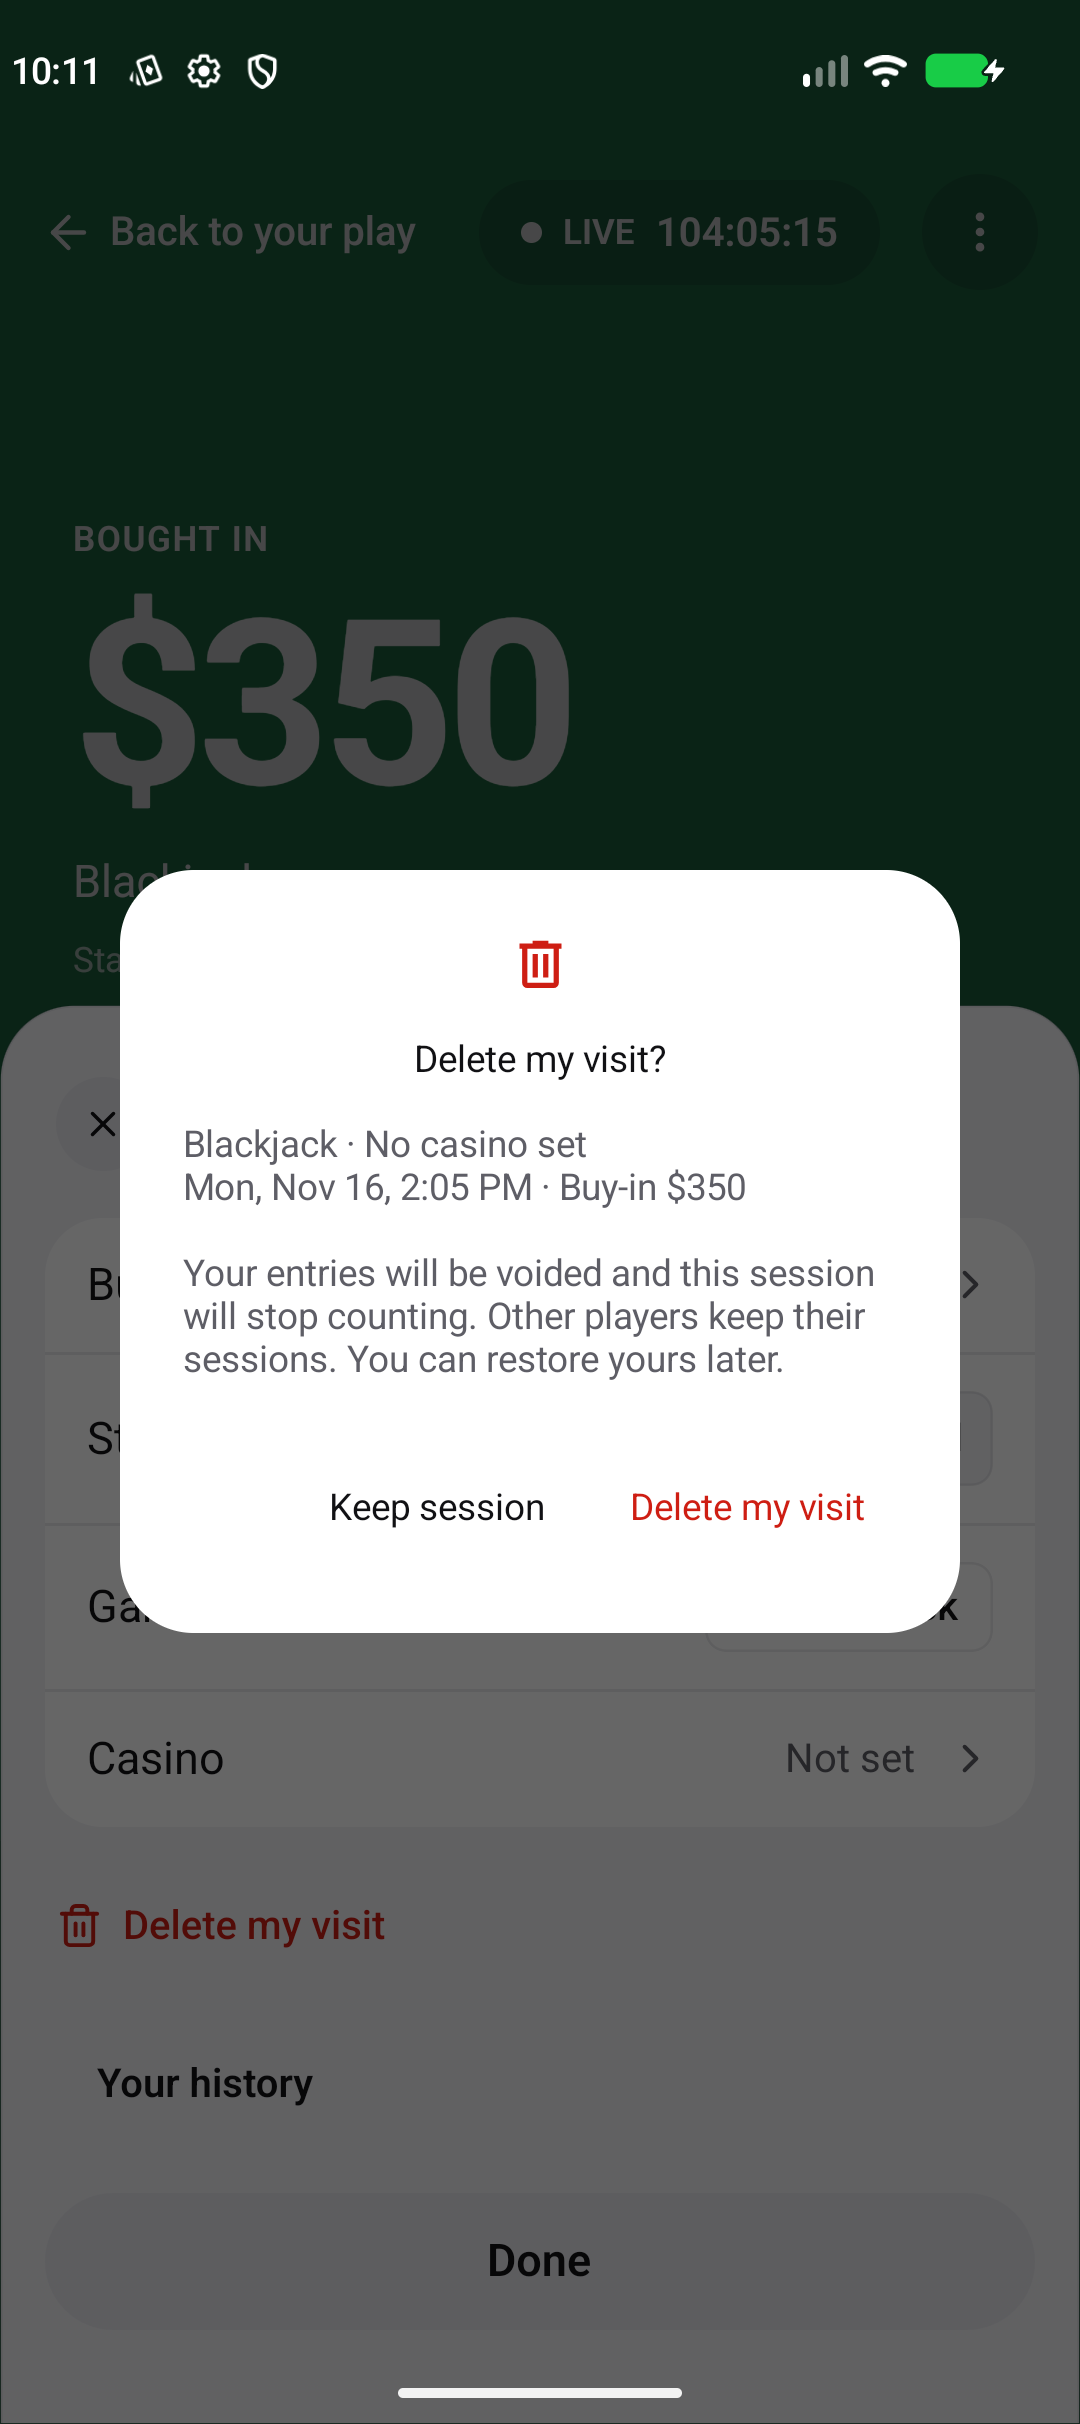 10:11
Back to your play
LIVE 104:05:15
BOUGHT IN
$350
Delete my visit?
Blackjack · No casino set
Mon, Nov 16, 2:05 PM · Buy-in $350
Your entries will be voided and this session
will stop counting. Other players keep their
sessions. You can restore yours later.
Keep session
Delete my visit
Casino
Not set
Delete my visit
Your history
Done